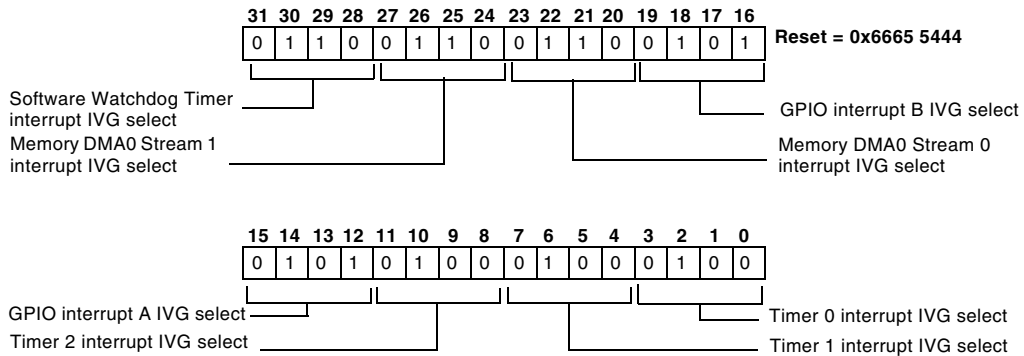 31 30 29 28 27 26 25 24 23 22 21 20 19 18 17 16
0 1 1 0 0 1 1 0 0 1 1 0 0 1 0 1
Reset = 0x6665 5444
Software Watchdog Timer
interrupt IVG select
Memory DMA0 Stream 1
interrupt IVG select
GPIO interrupt B IVG select
Memory DMA0 Stream 0
interrupt IVG select
15 14 13 12 11 10 9 8 7 6 5 4 3 2 1 0
0 1 0 1 0 1 0 0 0 1 0 0 0 1 0 0
GPIO interrupt A IVG select
Timer 2 interrupt IVG select
Timer 0 interrupt IVG select
Timer 1 interrupt IVG select